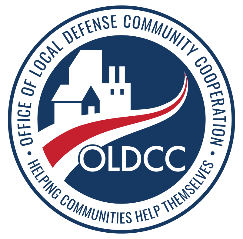 OFFICE OF LOCAL DEFENSE COMMUNITY COOPERATION
OLDCC
• HELPING COMMUNITIES HELP THEMSELVES •